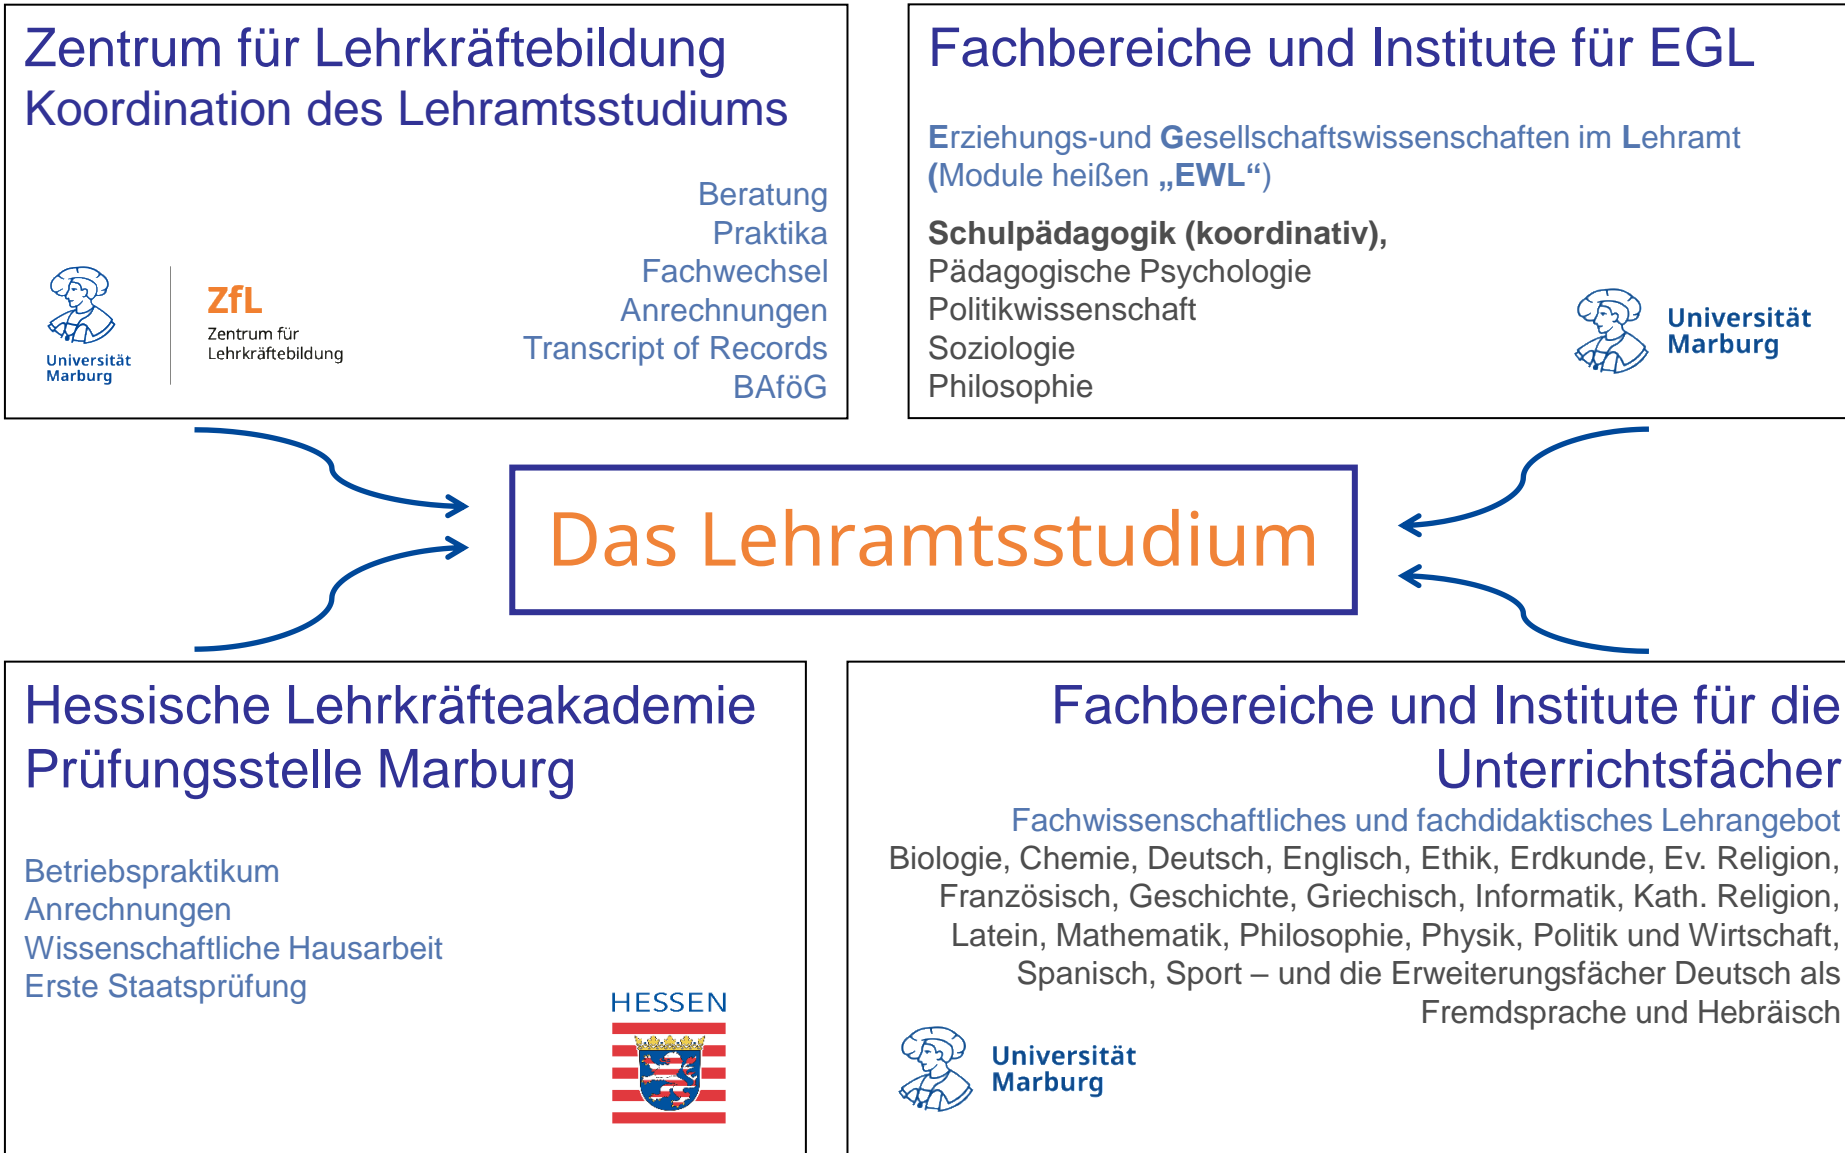 Zentrum für Lehrkräftebildung
Koordination des Lehramtsstudiums
Beratung
Praktika
Fachwechsel
Anrechnungen
Transcript of Records
BAföG
Universität
Marburg
ZfL
Zentrum für
Lehrkräftebildung
Fachbereiche und Institute für EGL
Erziehungs-und Gesellschaftswissenschaften im Lehramt
(Module heißen „EWL“)
Schulpädagogik (koordinativ),
Pädagogische Psychologie
Politikwissenschaft
Soziologie
Philosophie
Universität
Marburg
Das Lehramtsstudium
Hessische Lehrkräfteakademie
Prüfungsstelle Marburg
Betriebspraktikum
Anrechnungen
Wissenschaftliche Hausarbeit
Erste Staatsprüfung
HESSEN
Fachbereiche und Institute für die
Unterrichtsfächer
Fachwissenschaftliches und fachdidaktisches Lehrangebot
Biologie, Chemie, Deutsch, Englisch, Ethik, Erdkunde, Ev. Religion,
Französisch, Geschichte, Griechisch, Informatik, Kath. Religion,
Latein, Mathematik, Philosophie, Physik, Politik und Wirtschaft,
Spanisch, Sport – und die Erweiterungsfächer Deutsch als
Fremdsprache und Hebräisch
Universität
Marburg